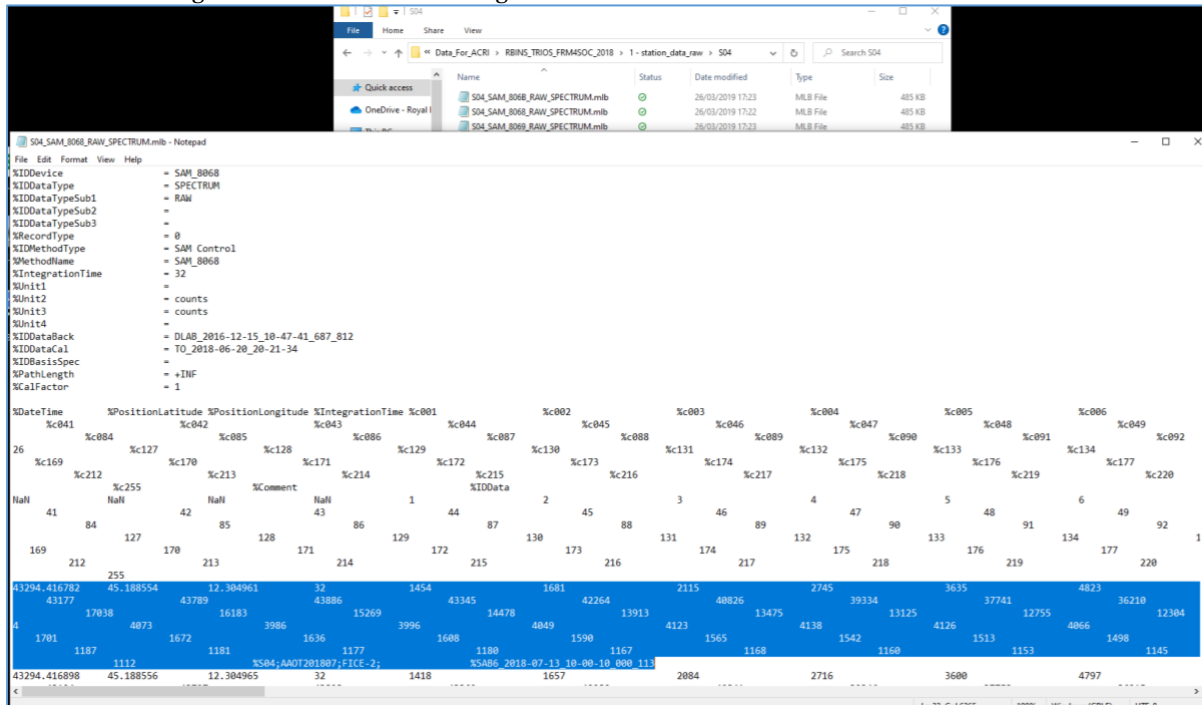 S04
File Home Share View
« Data_For_ACRI > RBINS_TRIOS_FRM4SOC_2018 > 1 - station_data_raw > S04
Search S04
Quick access
OneDrive - Royal
Name Status Date modified Type Size
S04_SAM_806B_RAW_SPECTRUM.mlb 26/03/2019 17:23 MLB File 485 KB
S04_SAM_8068_RAW_SPECTRUM.mlb 26/03/2019 17:22 MLB File 485 KB
S04_SAM_8069_RAW_SPECTRUM.mlb 26/03/2019 17:23 MLB File 485 KB
S04_SAM_8068_RAW_SPECTRUM.mlb - Notepad
File Edit Format View Help
%IDDevice = SAM_8068
%IDDataType = SPECTRUM
%IDDataTypeSub1 = RAW
%IDDataTypeSub2 =
%IDDataTypeSub3 =
%RecordType = 0
%IDMethodType = SAM Control
%MethodName = SAM_8068
%IntegrationTime = 32
%Unit1 =
%Unit2 = counts
%Unit3 = counts
%Unit4 =
%IDDataBack = DLAB_2016-12-15_10-47-41_687_812
%IDDataCal = TO_2018-06-20_20-21-34
%IDBasisSpec =
%PathLength = +INF
%CalFactor = 1
%DateTime %PositionLatitude %PositionLongitude %IntegrationTime %c001 %c002 %c003 %c004 %c005 %c006
%c041 %c042 %c043 %c044 %c045 %c046 %c047 %c048 %c049
%c084 %c085 %c086 %c087 %c088 %c089 %c090 %c091 %c092
26 %c127 %c128 %c129 %c130 %c131 %c132 %c133 %c134
%c169 %c170 %c171 %c172 %c173 %c174 %c175 %c176 %c177
%c212 %c213 %c214 %c215 %c216 %c217 %c218 %c219 %c220
%c255 %Comment %IDData
NaN NaN NaN NaN 1 2 3 4 5 6
41 42 43 44 45 46 47 48 49
84 85 86 87 88 89 90 91 92
127 128 129 130 131 132 133 134 1
169 170 171 172 173 174 175 176 177
212 213 214 215 216 217 218 219 220
255
43294.416782 45.188554 12.304961 32 1454 1681 2115 2745 3635 4823
43177 43789 43886 43345 42264 40826 39334 37741 36210
17038 16183 15269 14478 13913 13475 13125 12755 12304
4 4073 3986 3996 4049 4123 4138 4126 4066
1701 1672 1636 1608 1590 1565 1542 1513 1498
1187 1181 1177 1180 1167 1168 1160 1153 1145
1112 %S04;AAOT201807;FICE-2; %SAB6_2018-07-13_10-00-10_000_113
43294.416898 45.188556 12.304965 32 1418 1657 2084 2716 3600 4797